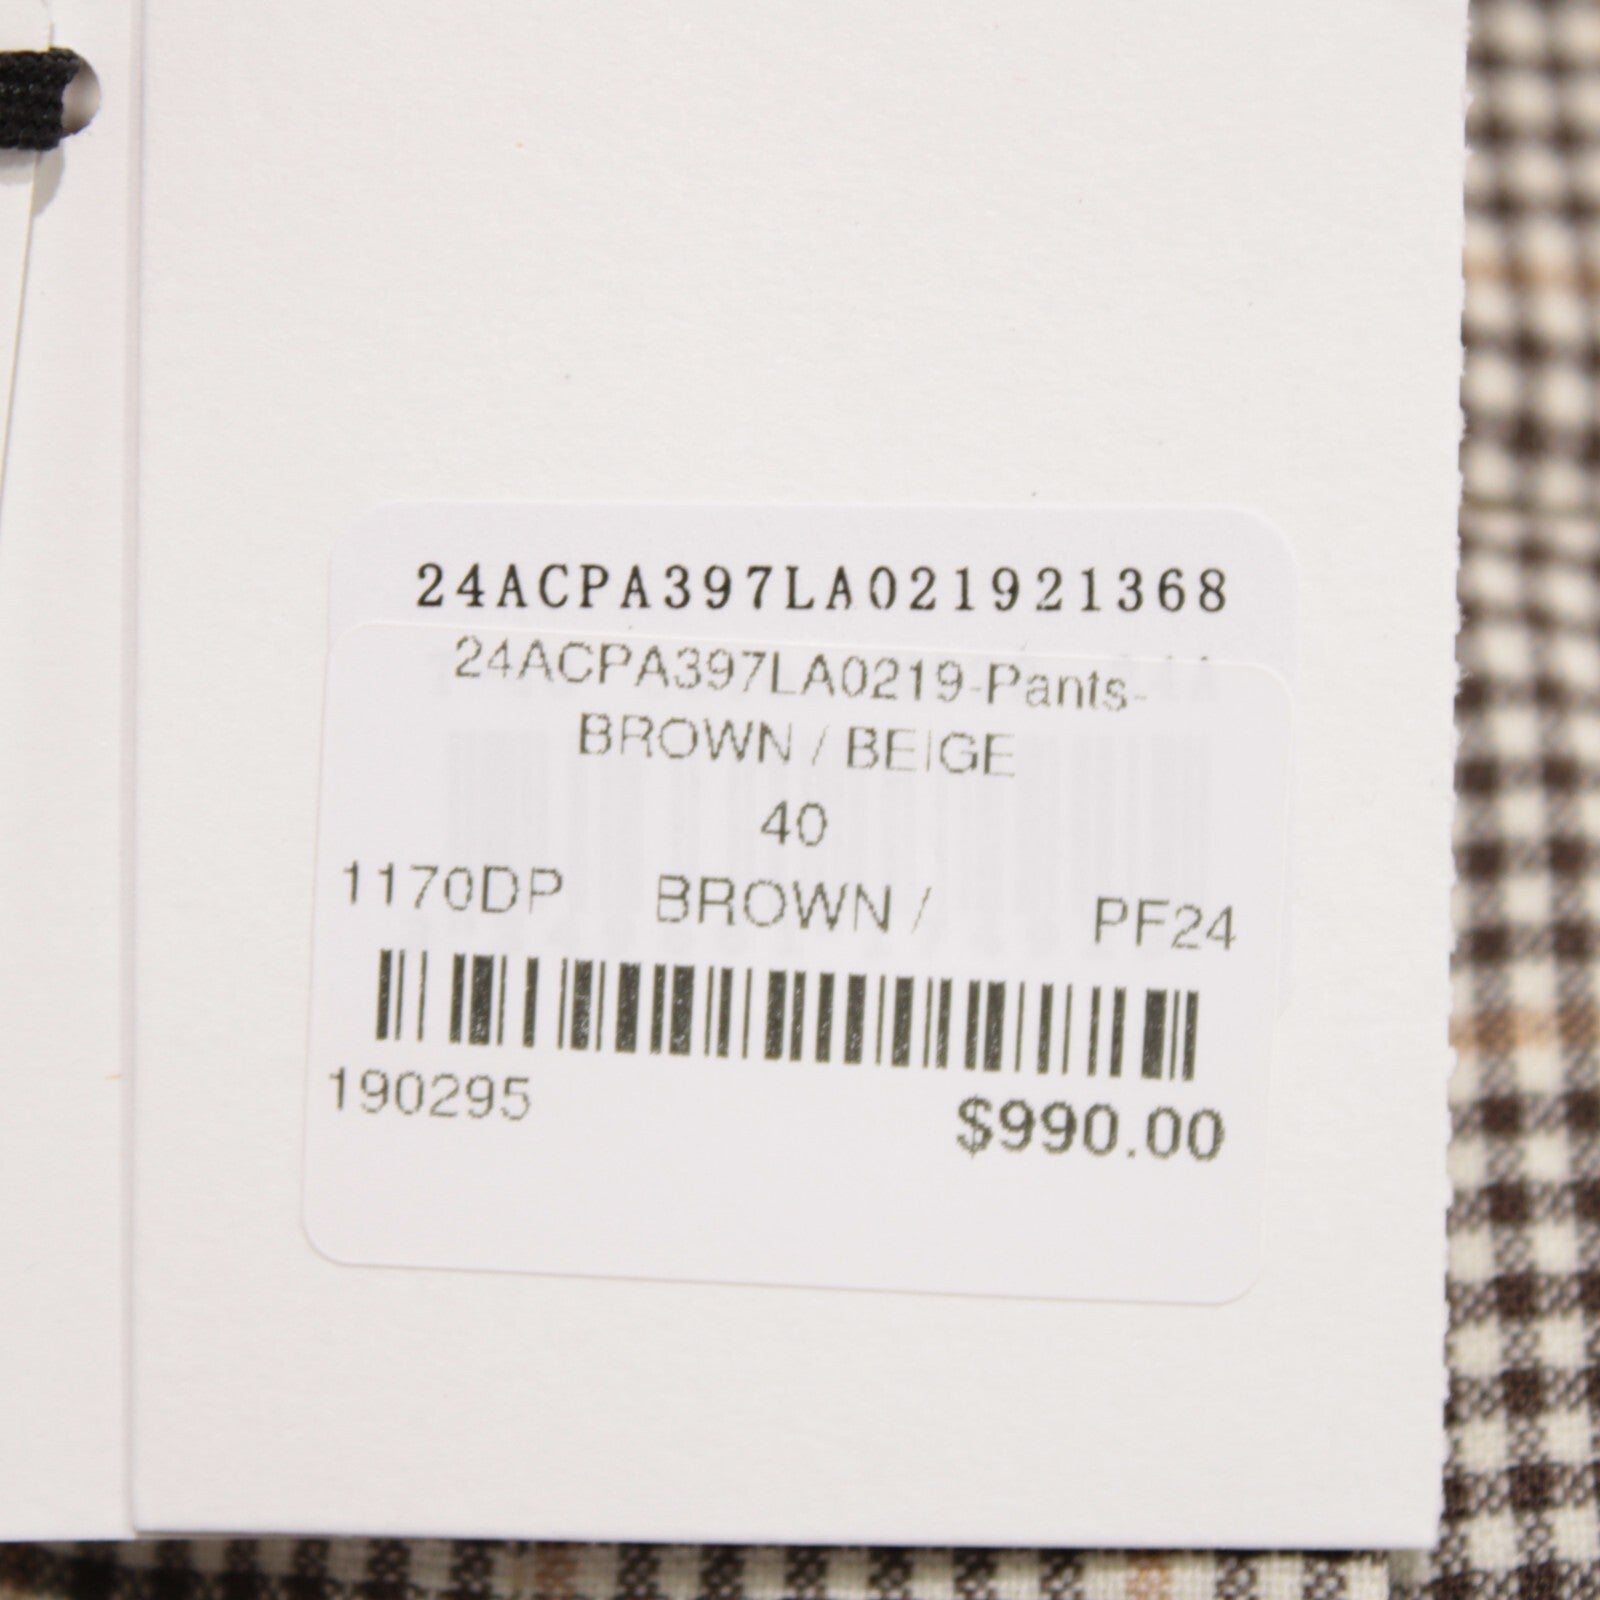 24ACPA397LA021921368
24ACPA397LA0219-Pants-
BROWN / BEIGE
40
1170DP BROWN / PF24
190295 $990.00